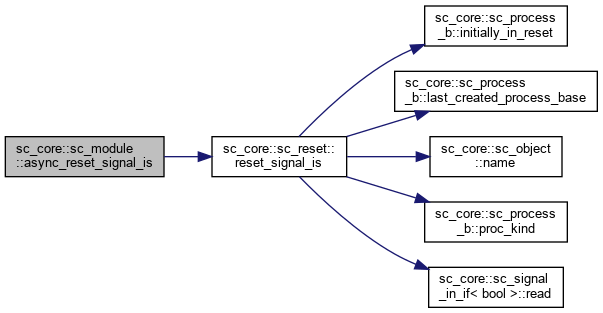 sc_core::sc_module
::async_reset_signal_is
sc_core::sc_reset::
reset_signal_is
sc_core::sc_process
_b::initially_in_reset
sc_core::sc_process
_b::last_created_process_base
sc_core::sc_object
::name
sc_core::sc_process
_b::proc_kind
sc_core::sc_signal
_in_if< bool >::read